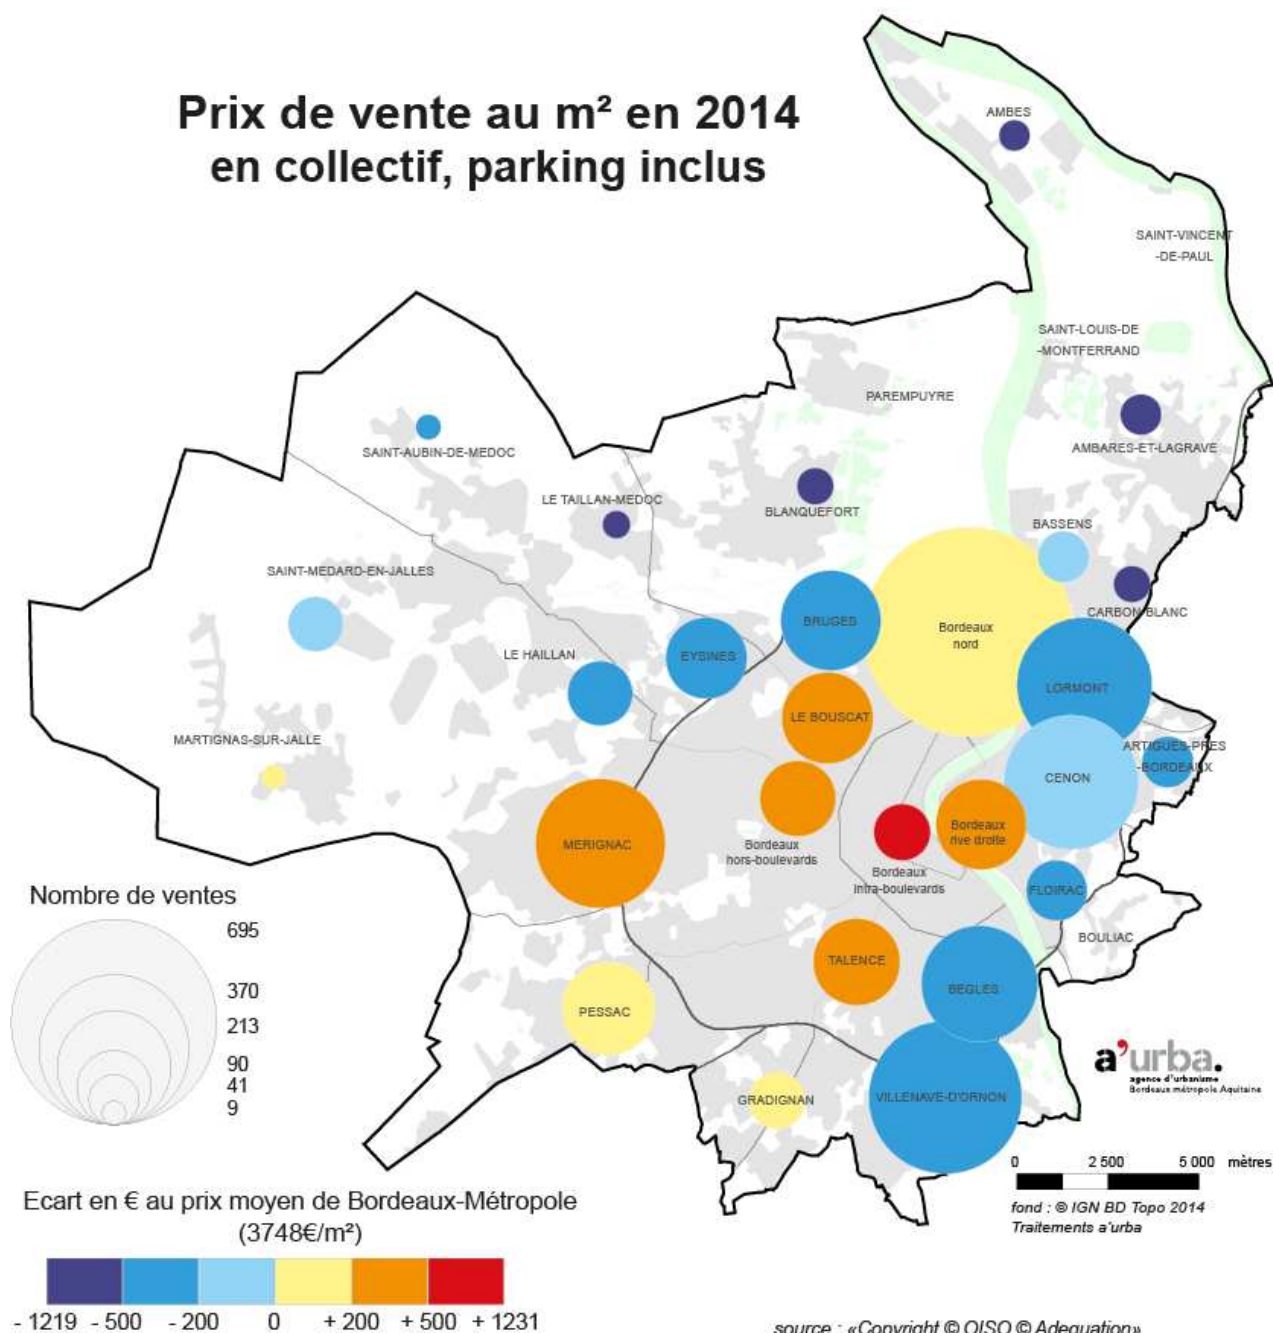 Prix de vente au m² en 2014
en collectif, parking inclus
AMBES
SAINT-VINCENT
-DE-PAUL
SAINT-LOUIS-DE
-MONTFERRAND
PAREMPUYRE
AMBARES-ET-LAGRAVE
SAINT-AUBIN-DE-MEDOC
LE TAILLAN-MEDOC
BLANQUEFORT
BASSENS
SAINT-MEDARD-EN-JALLES
CARBON-BLANC
BRUGES
Bordeaux
nord
LE HAILLAN
EYSINES
LORMONT
LE BOUSCAT
MARTIGNAS-SUR-JALLE
ARTIGUES-PRES
-BORDEAUX
CENON
MERIGNAC
Bordeaux
hors-boulevards
Bordeaux
rive droite
Bordeaux
intra-boulevards
FLOIRAC
BOULIAC
TALENCE
BEGLES
PESSAC
GRADIGNAN
VILLENAVE-D'ORNON
Nombre de ventes
695
370
213
90
41
9
a'urba.
agence d'urbanisme
Bordeaux métropole Aquitaine
0 2 500 5 000 mètres
fond : © IGN BD Topo 2014
Traitements a'urba
Ecart en € au prix moyen de Bordeaux-Métropole
(3748€/m²)
- 1219 - 500 - 200 0 + 200 + 500 + 1231
source : «Copyright © OISO © Adequation»